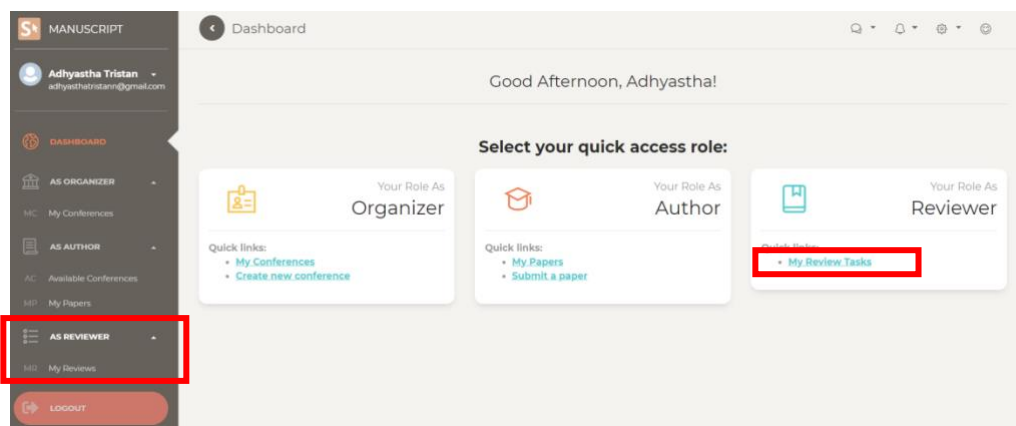 MANUSCRIPT
Adhyastha Tristan
adhyasthatristann@gmail.com
DASHBOARD
AS ORGANIZER
MC My Conferences
AS AUTHOR
AC Available Conferences
MP My Papers
AS REVIEWER
MR My Reviews
LOGOUT
Dashboard
Good Afternoon, Adhyastha!
Select your quick access role:
Your Role As
Organizer
Quick links:
• My Conferences
• Create new conference
Your Role As
Author
Quick links:
• My Papers
• Submit a paper
Your Role As
Reviewer
Quick links:
• My Review Tasks